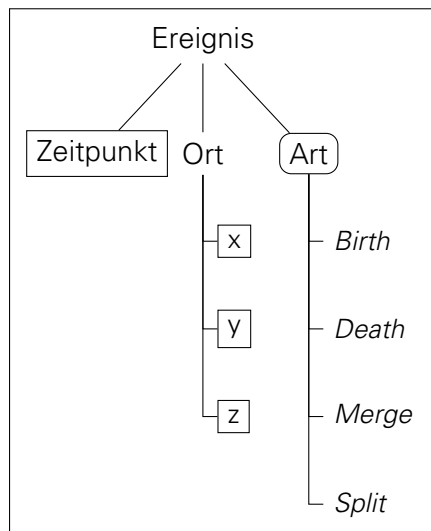 Ereignis
Zeitpunkt Ort Art
x Birth
y Death
z Merge
Split